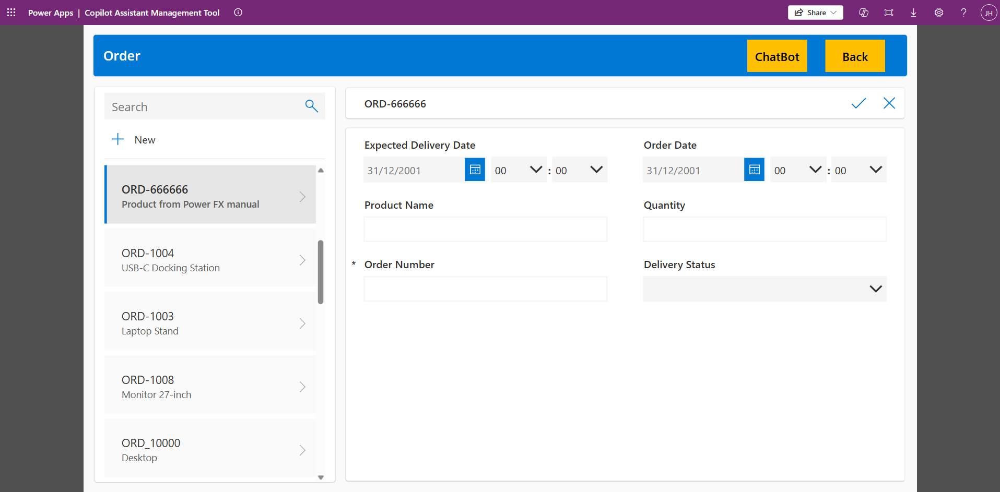 Power Apps | Copilot Assistant Management Tool
Share
?
JH
Order
ChatBot
Back
Search
New
ORD-666666
Product from Power FX manual
ORD-1004
USB-C Docking Station
ORD-1003
Laptop Stand
ORD-1008
Monitor 27-inch
ORD_10000
Desktop
ORD-666666
Expected Delivery Date
31/12/2001 00 : 00
Order Date
31/12/2001 00 : 00
Product Name
Quantity
* Order Number
Delivery Status